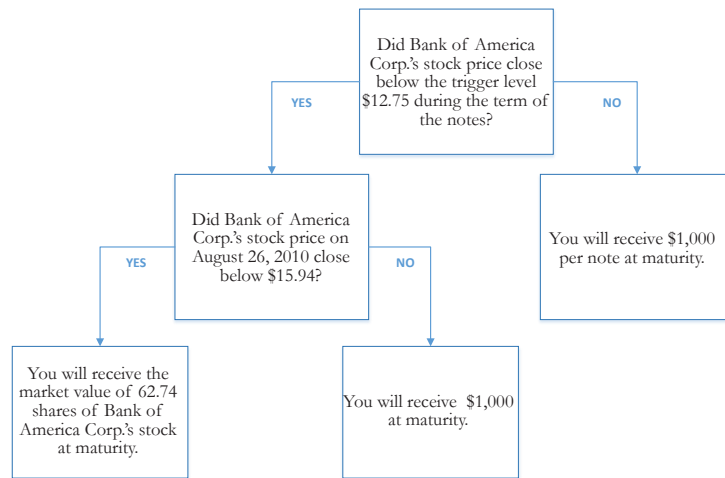 Did Bank of America
Corp.'s stock price close
below the trigger level
$12.75 during the term of
the notes?
YES
NO
Did Bank of America
Corp.'s stock price on
August 26, 2010 close
below $15.94?
You will receive $1,000
per note at maturity.
YES
NO
You will receive the
market value of 62.74
shares of Bank of
America Corp.'s stock
at maturity.
You will receive $1,000
at maturity.